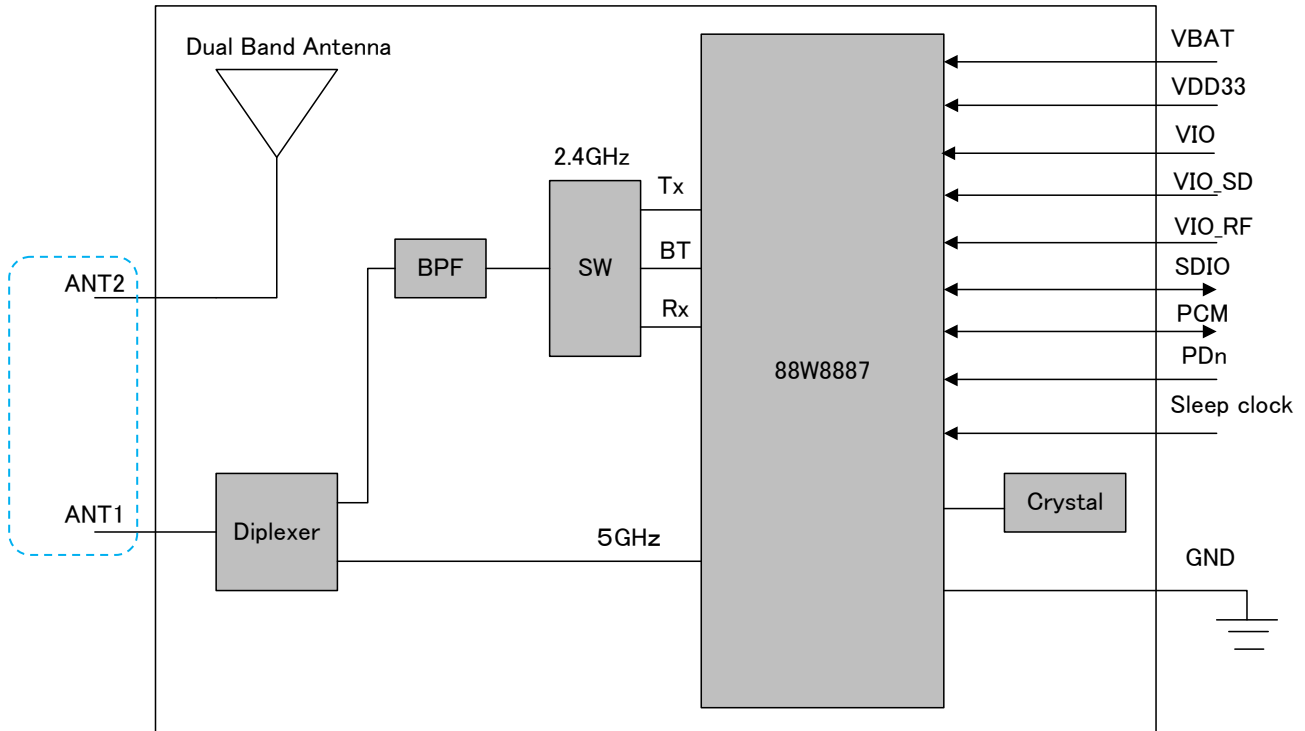 Dual Band Antenna
VBAT
VDD33
VIO
2.4GHz
Tx
VIO_SD
VIO_RF
BT
BPF
SW
SDIO
ANT2
Rx
PCM
PDn
88W8887
Sleep clock
Crystal
ANT1
Diplexer
5GHz
GND